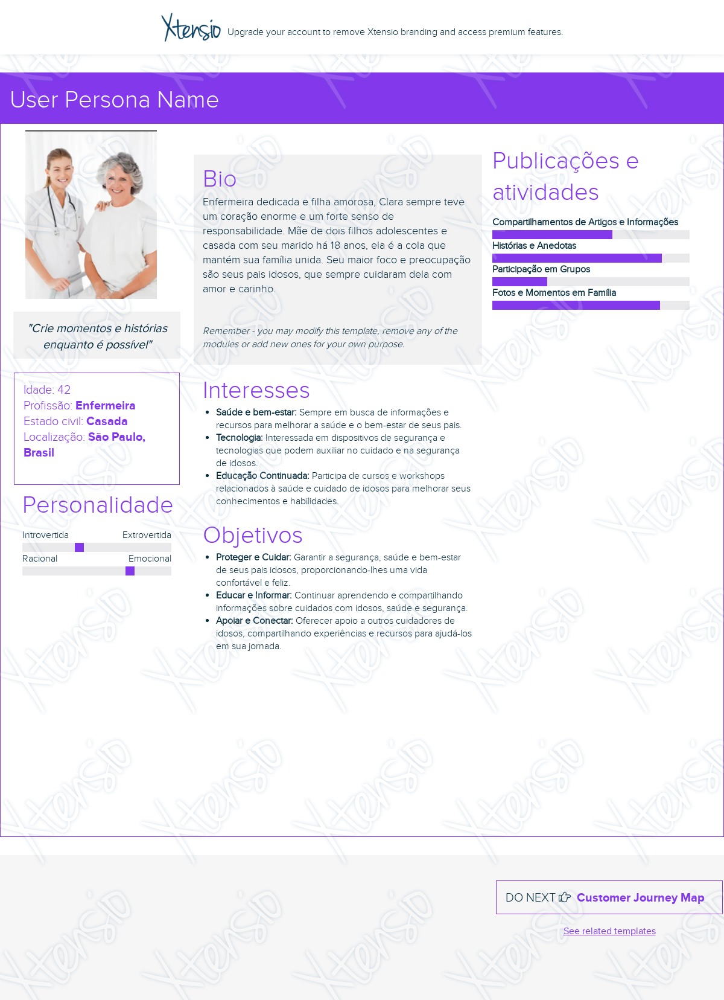 Xtensio Upgrade your account to remove Xtensio branding and access premium features.
User Persona Name
"Crie momentos e histórias
enquanto é possível"
Idade: 42
Profissão: Enfermeira
Estado civil: Casada
Localização: São Paulo,
Brasil
Personalidade
Introvertida Extrovertida
Racional Emocional
Bio
Enfermeira dedicada e filha amorosa, Clara sempre teve
um coração enorme e um forte senso de
responsabilidade. Mãe de dois filhos adolescentes e
casada com seu marido há 18 anos, ela é a cola que
mantém sua família unida. Seu maior foco e preocupação
são seus pais idosos, que sempre cuidaram dela com
amor e carinho.
Remember - you may modify this template, remove any of the
modules or add new ones for your own purpose.
Interesses
• Saúde e bem-estar: Sempre em busca de informações e
recursos para melhorar a saúde e o bem-estar de seus pais.
• Tecnologia: Interessada em dispositivos de segurança e
tecnologias que podem auxiliar no cuidado e na segurança
de idosos.
• Educação Continuada: Participa de cursos e workshops
relacionados à saúde e cuidado de idosos para melhorar seus
conhecimentos e habilidades.
Objetivos
• Proteger e Cuidar: Garantir a segurança, saúde e bem-estar
de seus pais idosos, proporcionando-lhes uma vida
confortável e feliz.
• Educar e Informar: Continuar aprendendo e compartilhando
informações sobre cuidados com idosos, saúde e segurança.
• Apoiar e Conectar: Oferecer apoio a outros cuidadores de
idosos, compartilhando experiências e recursos para ajudá-los
em sua jornada.
Publicações e
atividades
Compartilhamentos de Artigos e Informações
Histórias e Anedotas
Participação em Grupos
Fotos e Momentos em Família
DO NEXT Customer Journey Map
See related templates